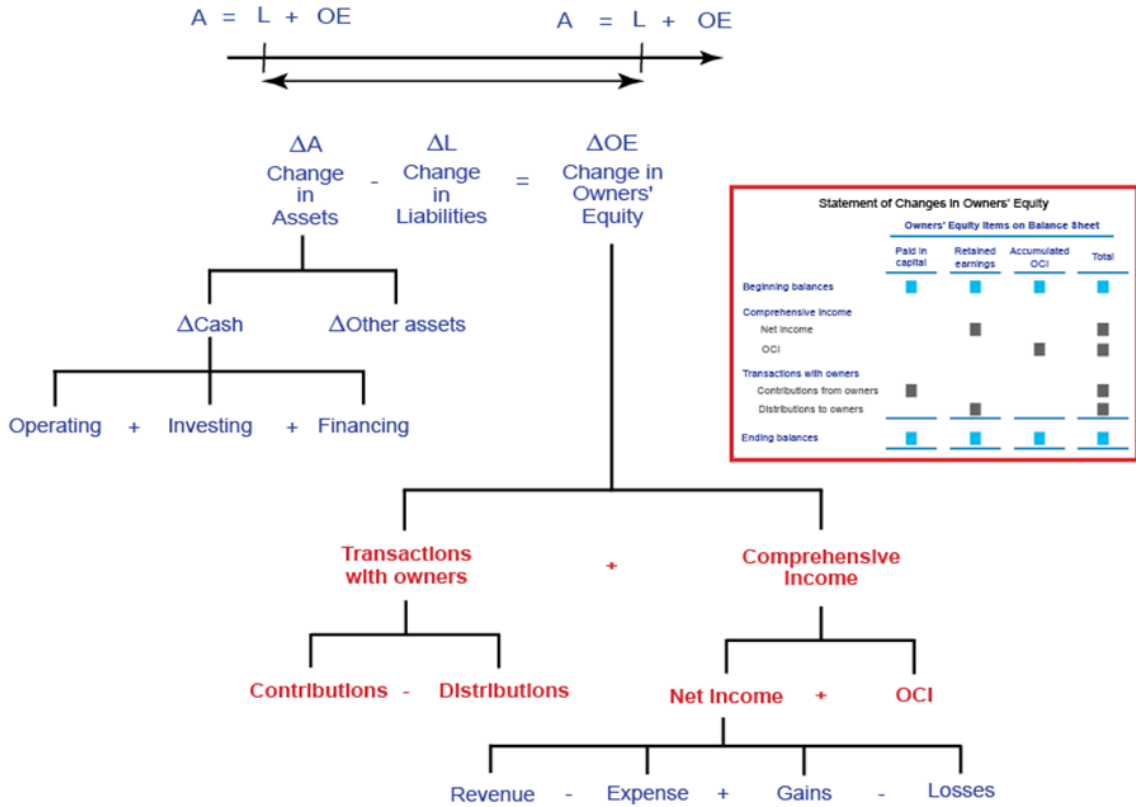 A = L + OE
A = L + OE
ΔA
Change
in
Assets
-
ΔL
Change
in
Liabilities
=
ΔOE
Change in
Owners'
Equity
Statement of Changes in Owners' Equity
Owners' Equity Items on Balance Sheet
Paid in
capital
Retained
earnings
Accumulated
OCI
Total
Beginning balances
Comprehensive income
Net income
OCI
Transactions with owners
Contributions from owners
Distributions to owners
Ending balances
ΔCash
ΔOther assets
Operating + Investing + Financing
Transactions
with owners
+
Comprehensive
Income
Contributions - Distributions
Net Income + OCI
Revenue - Expense + Gains - Losses